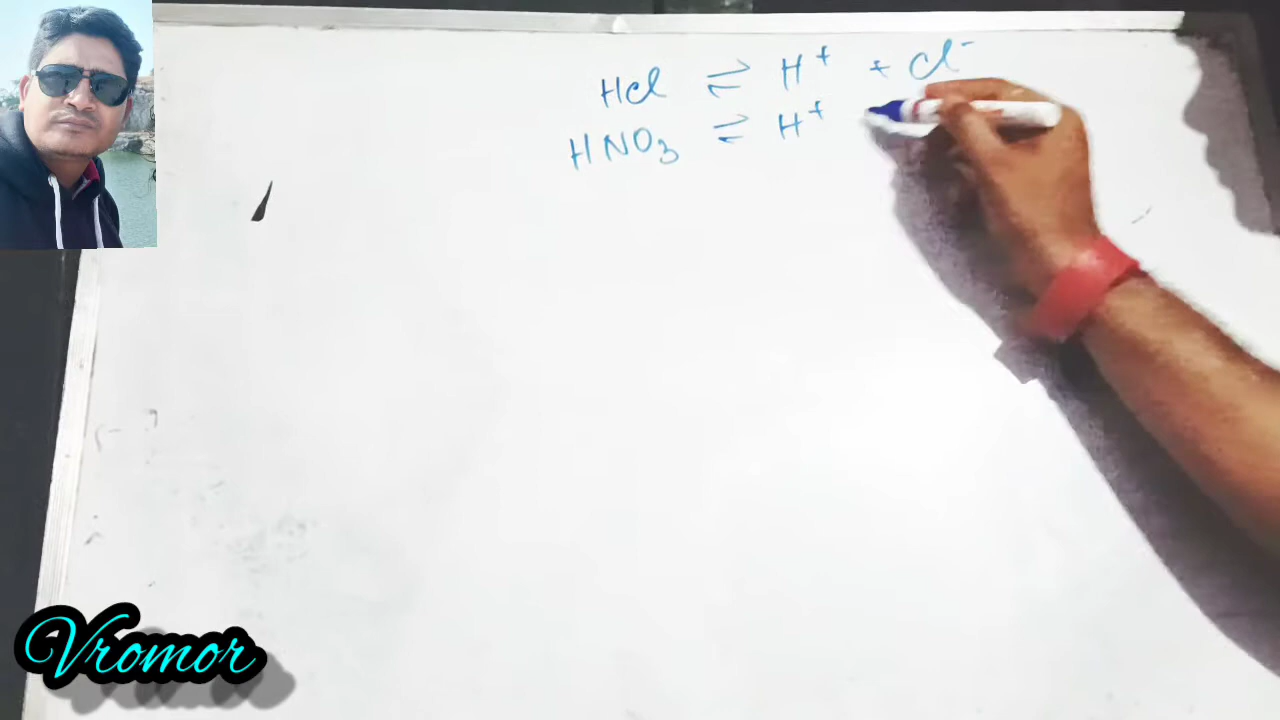 HCl ⇌ H⁺ + Cl⁻
HNO₃ ⇌ H⁺
Vromor